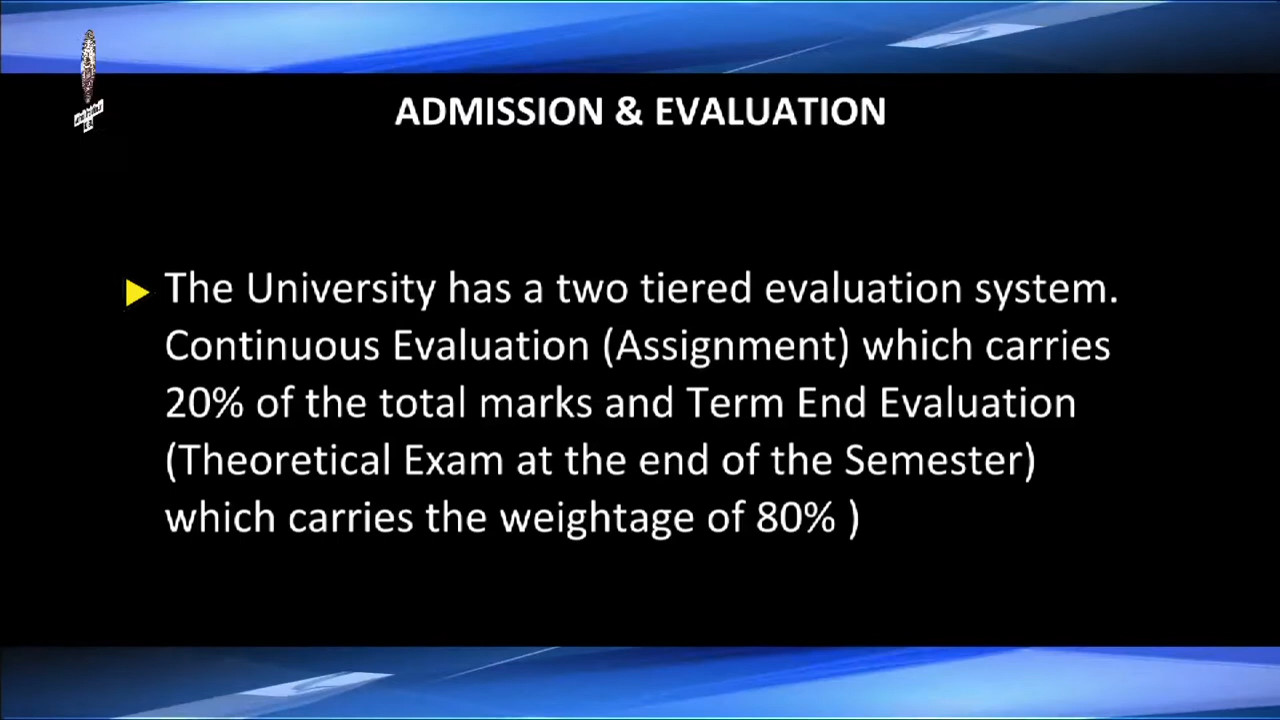 ADMISSION & EVALUATION
The University has a two tiered evaluation system.
Continuous Evaluation (Assignment) which carries
20% of the total marks and Term End Evaluation
(Theoretical Exam at the end of the Semester)
which carries the weightage of 80% )